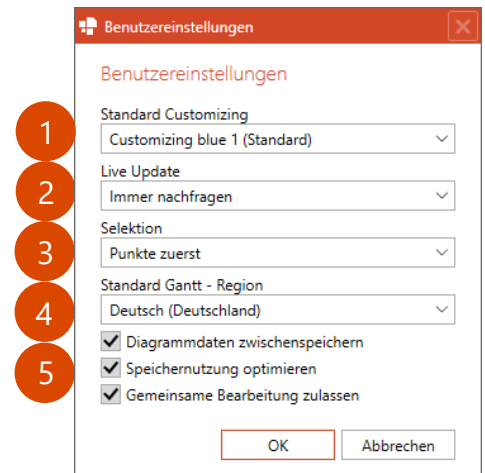 Benutzereinstellungen
Benutzereinstellungen
Standard Customizing
1
Customizing blue 1 (Standard)
Live Update
2
Immer nachfragen
Selektion
3
Punkte zuerst
Standard Gantt - Region
4
Deutsch (Deutschland)
Diagrammdaten zwischenspeichern
5
Speichernutzung optimieren
Gemeinsame Bearbeitung zulassen
OK Abbrechen